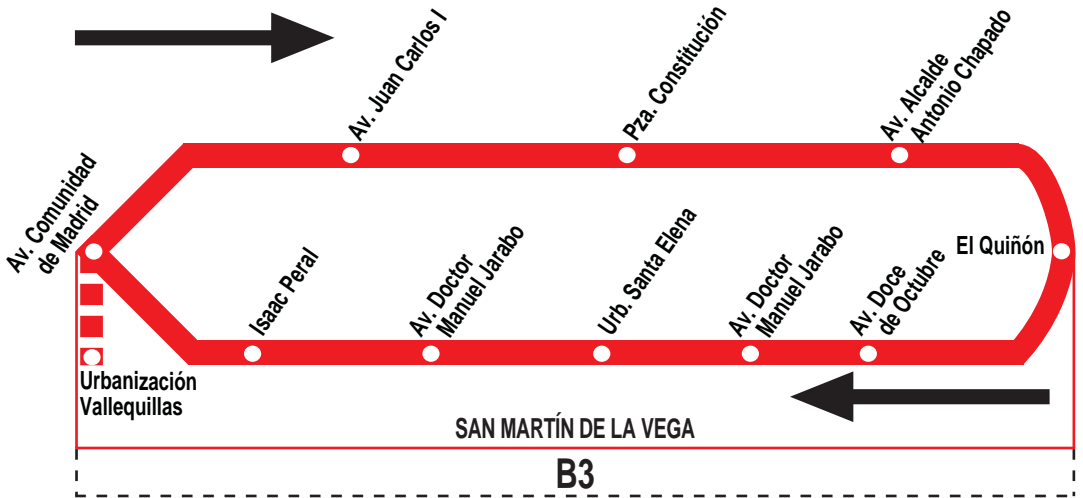 Av. Juan Carlos I
Pza. Constitución
Av. Alcalde
Antonio Chapado
Av. Comunidad
de Madrid
El Quiñón
Isaac Peral
Av. Doctor
Manuel Jarabo
Urb. Santa Elena
Av. Doctor
Manuel Jarabo
Av. Doce
de Octubre
Urbanización
Vallequillas
SAN MARTÍN DE LA VEGA
B3